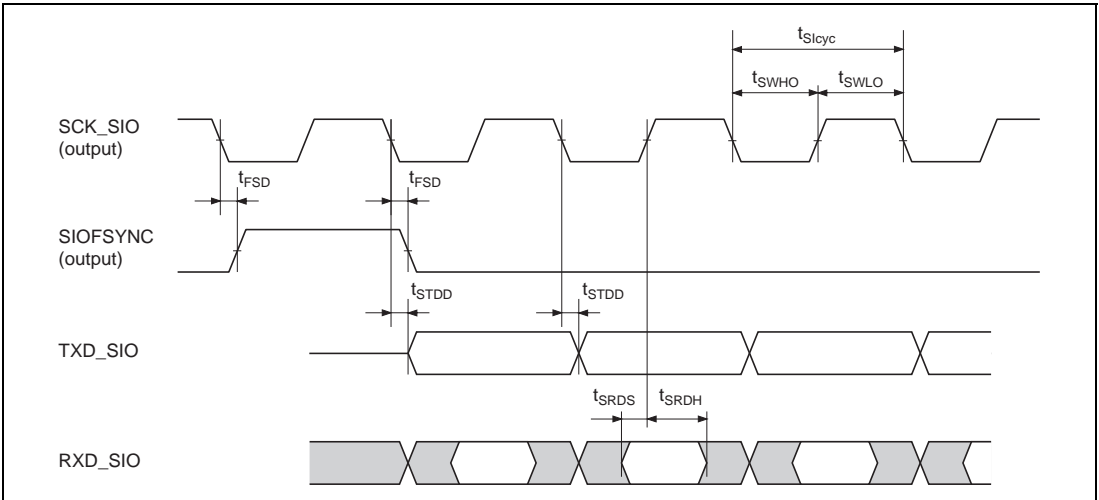 tSIcyc
tSWHO tSWLO
SCK_SIO
(output)
tFSD tFSD
SIOFSYNC
(output)
tSTDD tSTDD
TXD_SIO
tSRDS tSRDH
RXD_SIO